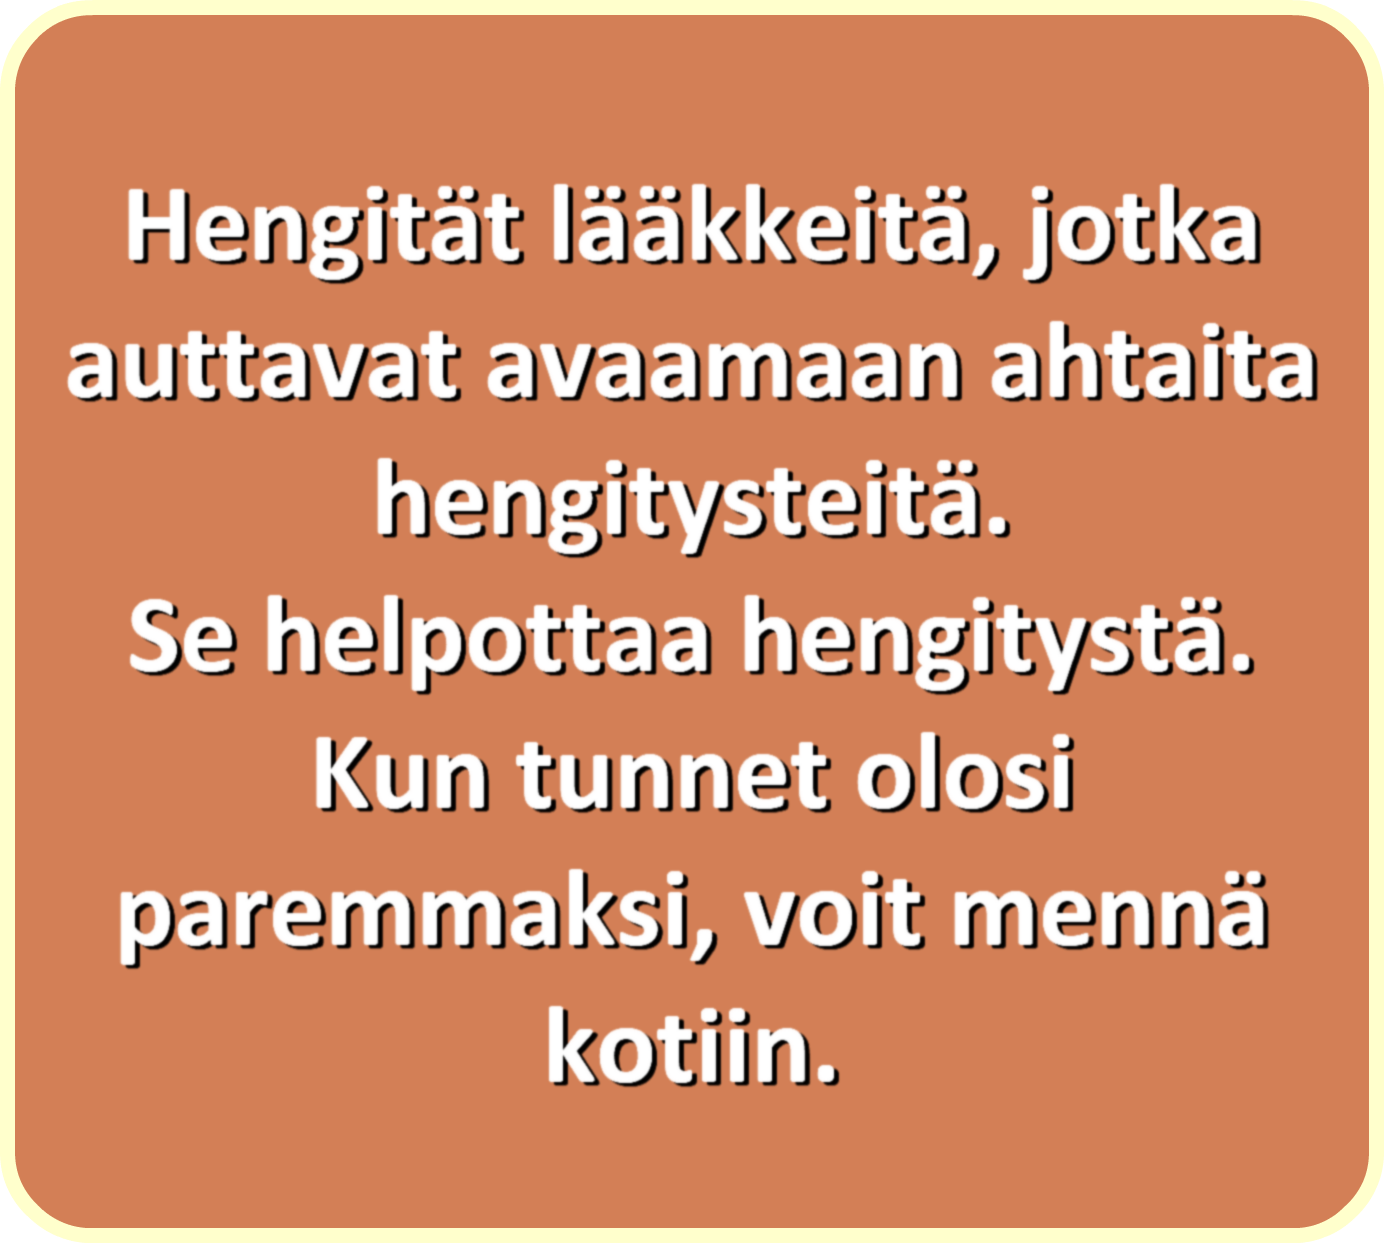 Hengität lääkkeitä, jotka
auttavat avaamaan ahtaita
hengitysteitä.
Se helpottaa hengitystä.
Kun tunnet olosi
paremmaksi, voit mennä
kotiin.